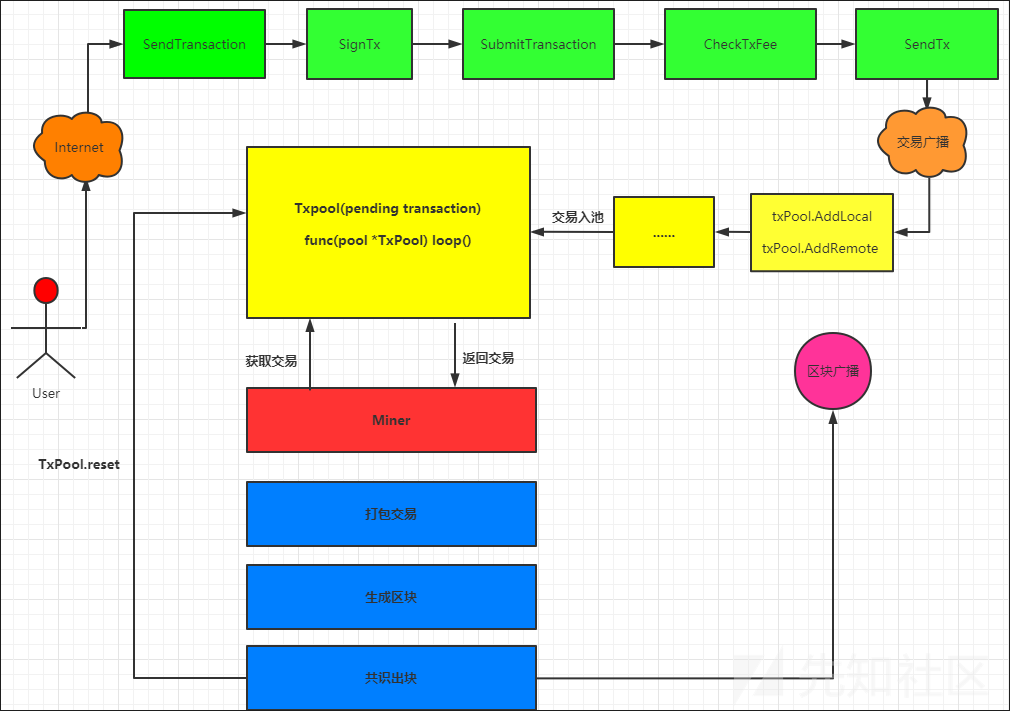 SendTransaction
SignTx
SubmitTransaction
CheckTxFee
SendTx
Internet
交易广播
Txpool(pending transaction)
func(pool *TxPool) loop()
交易入池
......
txPool.AddLocal
txPool.AddRemote
User
获取交易
返回交易
区块广播
Miner
TxPool.reset
打包交易
生成区块
共识出块
先知社区